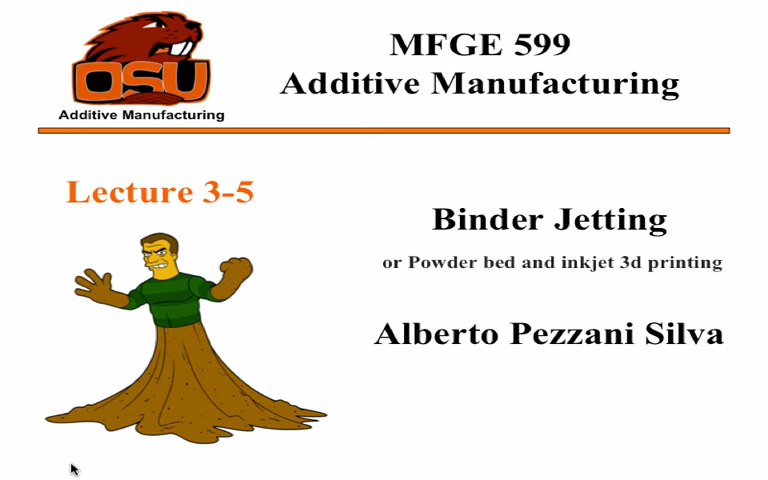 OSU
Additive Manufacturing
MFGE 599
Additive Manufacturing
Lecture 3-5
Binder Jetting
or Powder bed and inkjet 3d printing
Alberto Pezzani Silva